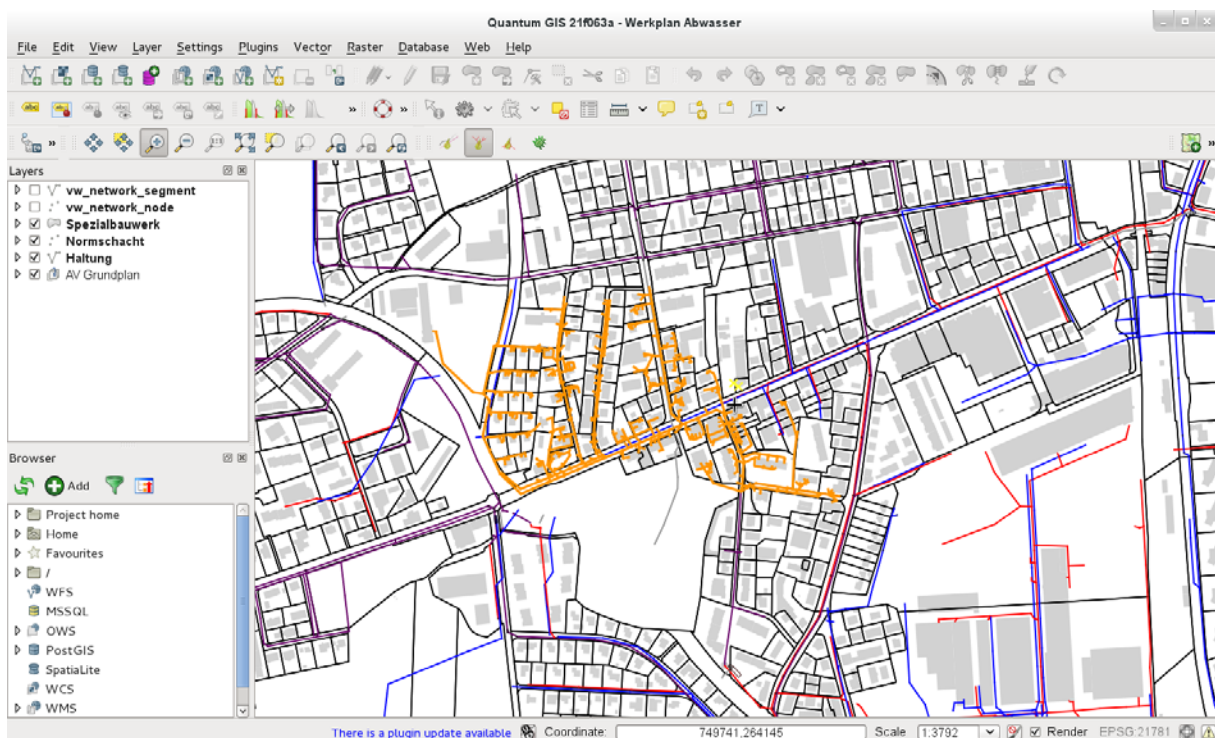 Quantum GIS 21f063a - Werkplan Abwasser
File Edit View Layer Settings Plugins Vector Raster Database Web Help
Layers
vw_network_segment
vw_network_node
Spezialbauwerk
Normschacht
Haltung
AV Grundplan
Browser
Add
Project home
Home
Favourites
/
WFS
MSSQL
OWS
PostGIS
SpatiaLite
WCS
WMS
There is a plugin update available Coordinate: 749741,264145 Scale 1:3792 Render EPSG:21781